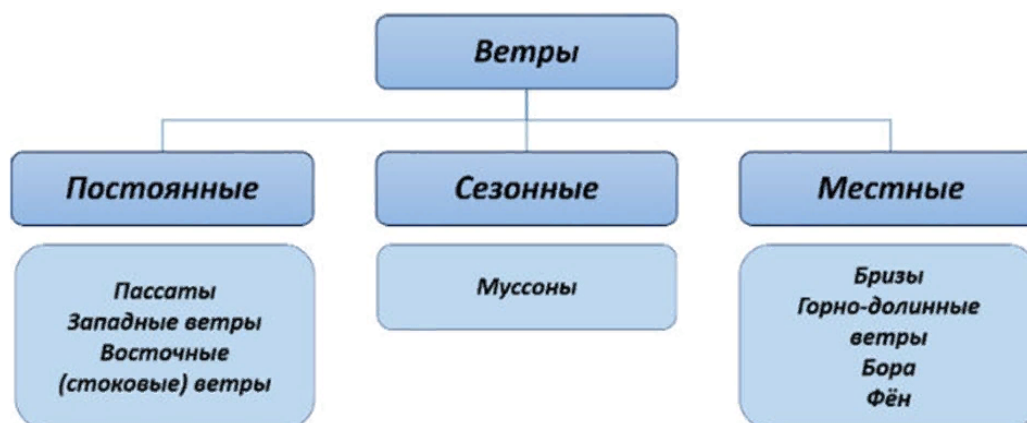 Ветры
Постоянные
Сезонные
Местные
Пассаты
Западные ветры
Восточные
(стоковые) ветры
Муссоны
Бризы
Горно-долинные
ветры
Бора
Фён